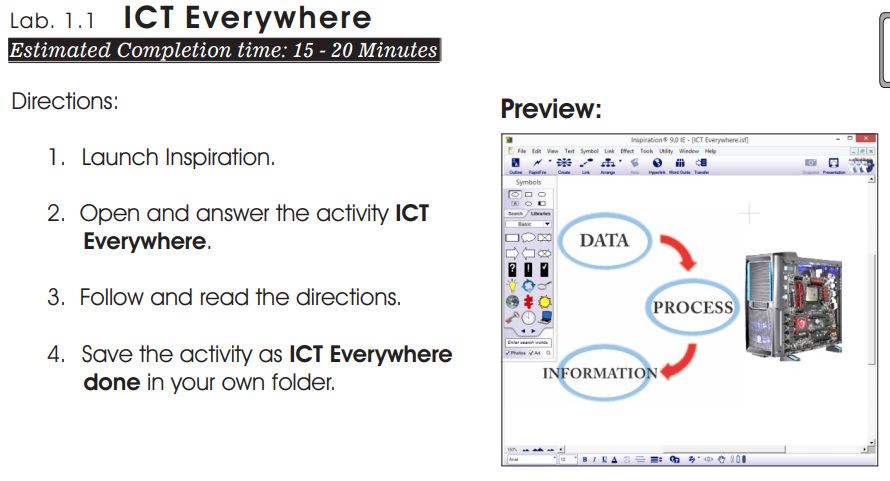 Lab. 1.1 ICT Everywhere
Estimated Completion time: 15 - 20 Minutes
Directions:
1. Launch Inspiration.
2. Open and answer the activity ICT
Everywhere.
3. Follow and read the directions.
4. Save the activity as ICT Everywhere
done in your own folder.
Preview:
Inspiration® 9.0 IE - [ICT Everywhere.isf]
File Edit View Text Symbol Link Effect Tools Utility Window Help
Outline RapidFire Create Link Arrange Note Hyperlink Word Guide Transfer Snapshot Presentation
Symbols
Search Libraries
Basic
Enter search words
Photos Art
DATA
PROCESS
INFORMATION
160%
Arial 12 B I U A